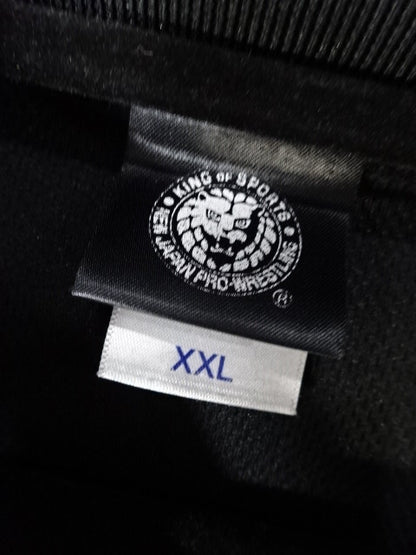 KING OF SPORTS
NEW JAPAN PRO-WRESTLING
®
XXL